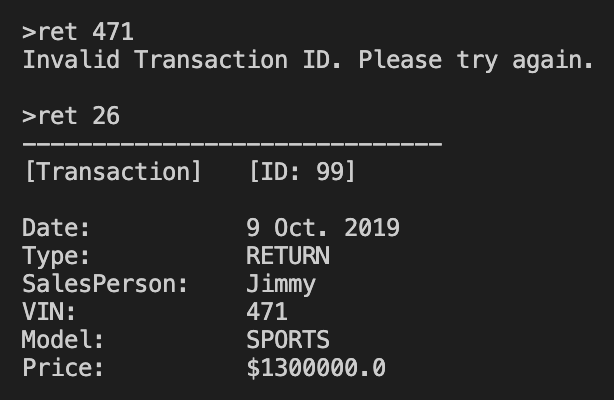 >ret 471
Invalid Transaction ID. Please try again.
>ret 26
------------------------------
[Transaction] [ID: 99]
Date: 9 Oct. 2019
Type: RETURN
SalesPerson: Jimmy
VIN: 471
Model: SPORTS
Price: $1300000.0